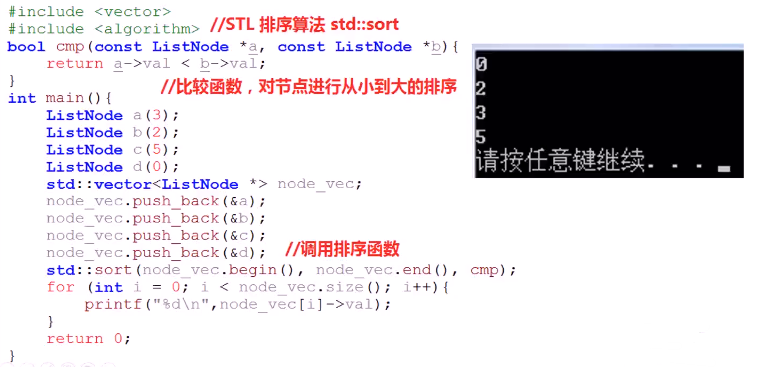 #include <vector>
#include <algorithm> //STL 排序算法 std::sort
bool cmp(const ListNode *a, const ListNode *b){
return a->val < b->val;
} //比较函数，对节点进行从小到大的排序
int main(){
ListNode a(3);
ListNode b(2);
ListNode c(5);
ListNode d(0);
std::vector<ListNode *> node_vec;
node_vec.push_back(&a);
node_vec.push_back(&b);
node_vec.push_back(&c);
node_vec.push_back(&d); //调用排序函数
std::sort(node_vec.begin(), node_vec.end(), cmp);
for (int i = 0; i < node_vec.size(); i++){
printf("%d\n",node_vec[i]->val);
}
return 0;
}
0
2
3
5
请按任意键继续. . .